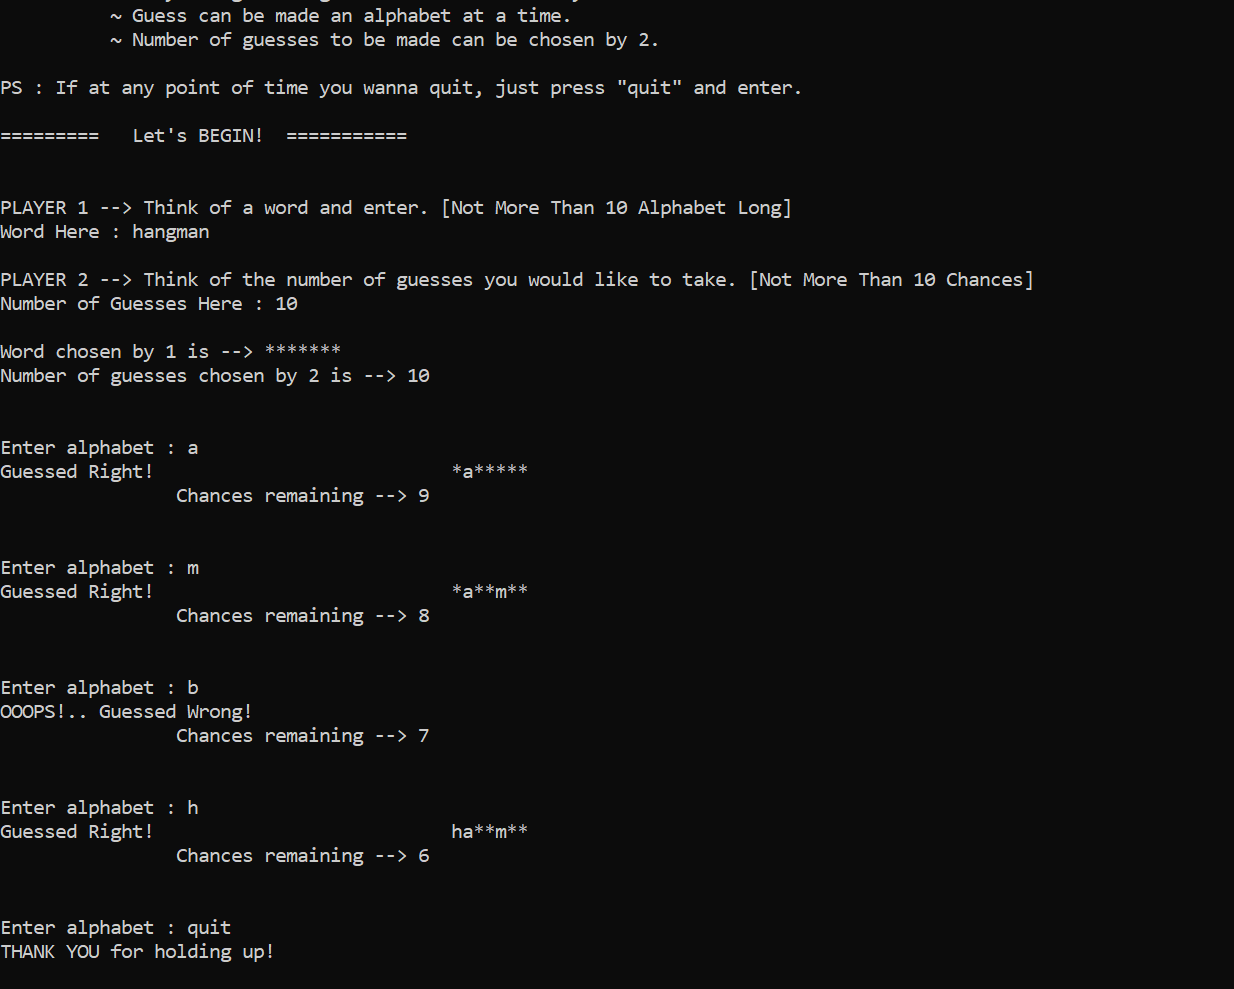 ~ Guess can be made an alphabet at a time.
~ Number of guesses to be made can be chosen by 2.
PS : If at any point of time you wanna quit, just press "quit" and enter.
=========   Let's BEGIN!  ===========
PLAYER 1 --> Think of a word and enter. [Not More Than 10 Alphabet Long]
Word Here : hangman
PLAYER 2 --> Think of the number of guesses you would like to take. [Not More Than 10 Chances]
Number of Guesses Here : 10
Word chosen by 1 is --> *******
Number of guesses chosen by 2 is --> 10
Enter alphabet : a
Guessed Right!                           *a*****
Chances remaining --> 9
Enter alphabet : m
Guessed Right!                           *a**m**
Chances remaining --> 8
Enter alphabet : b
OOOPS!.. Guessed Wrong!
Chances remaining --> 7
Enter alphabet : h
Guessed Right!                           ha**m**
Chances remaining --> 6
Enter alphabet : quit
THANK YOU for holding up!